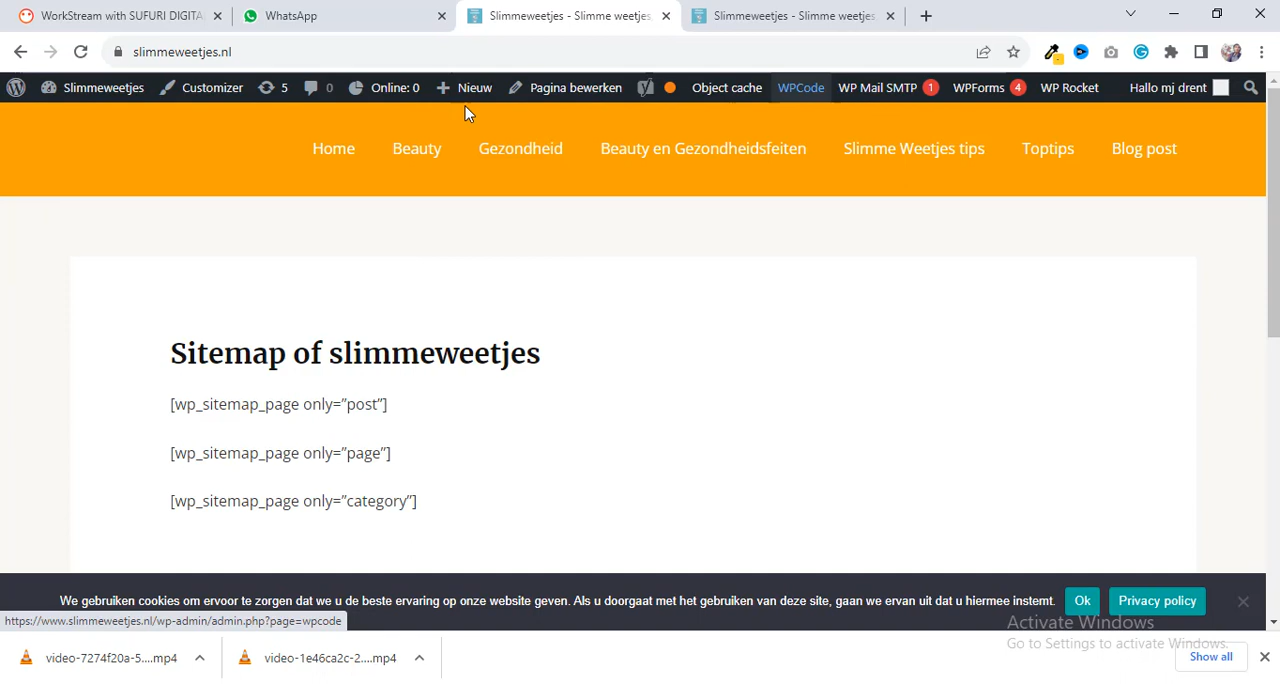 WorkStream with SUFURI DIGITA
WhatsApp
Slimmeweetjes - Slimme weetjes,
Slimmeweetjes - Slimme weetjes,
slimmeweetjes.nl
Slimmeweetjes
Customizer
5
0
Online: 0
Nieuw
Pagina bewerken
Object cache
WPCode
WP Mail SMTP 1
WPForms 4
WP Rocket
Hallo mj drent
Home
Beauty
Gezondheid
Beauty en Gezondheidsfeiten
Slimme Weetjes tips
Toptips
Blog post
Sitemap of slimmeweetjes
[wp_sitemap_page only=”post”]
[wp_sitemap_page only=”page”]
[wp_sitemap_page only=”category”]
We gebruiken cookies om ervoor te zorgen dat we u de beste ervaring op onze website geven. Als u doorgaat met het gebruiken van deze site, gaan we ervan uit dat u hiermee instemt.
Ok
Privacy policy
https://www.slimmeweetjes.nl/wp-admin/admin.php?page=wpcode
Activate Windows
Go to Settings to activate Windows.
video-7274f20a-5....mp4
video-1e46ca2c-2....mp4
Show all